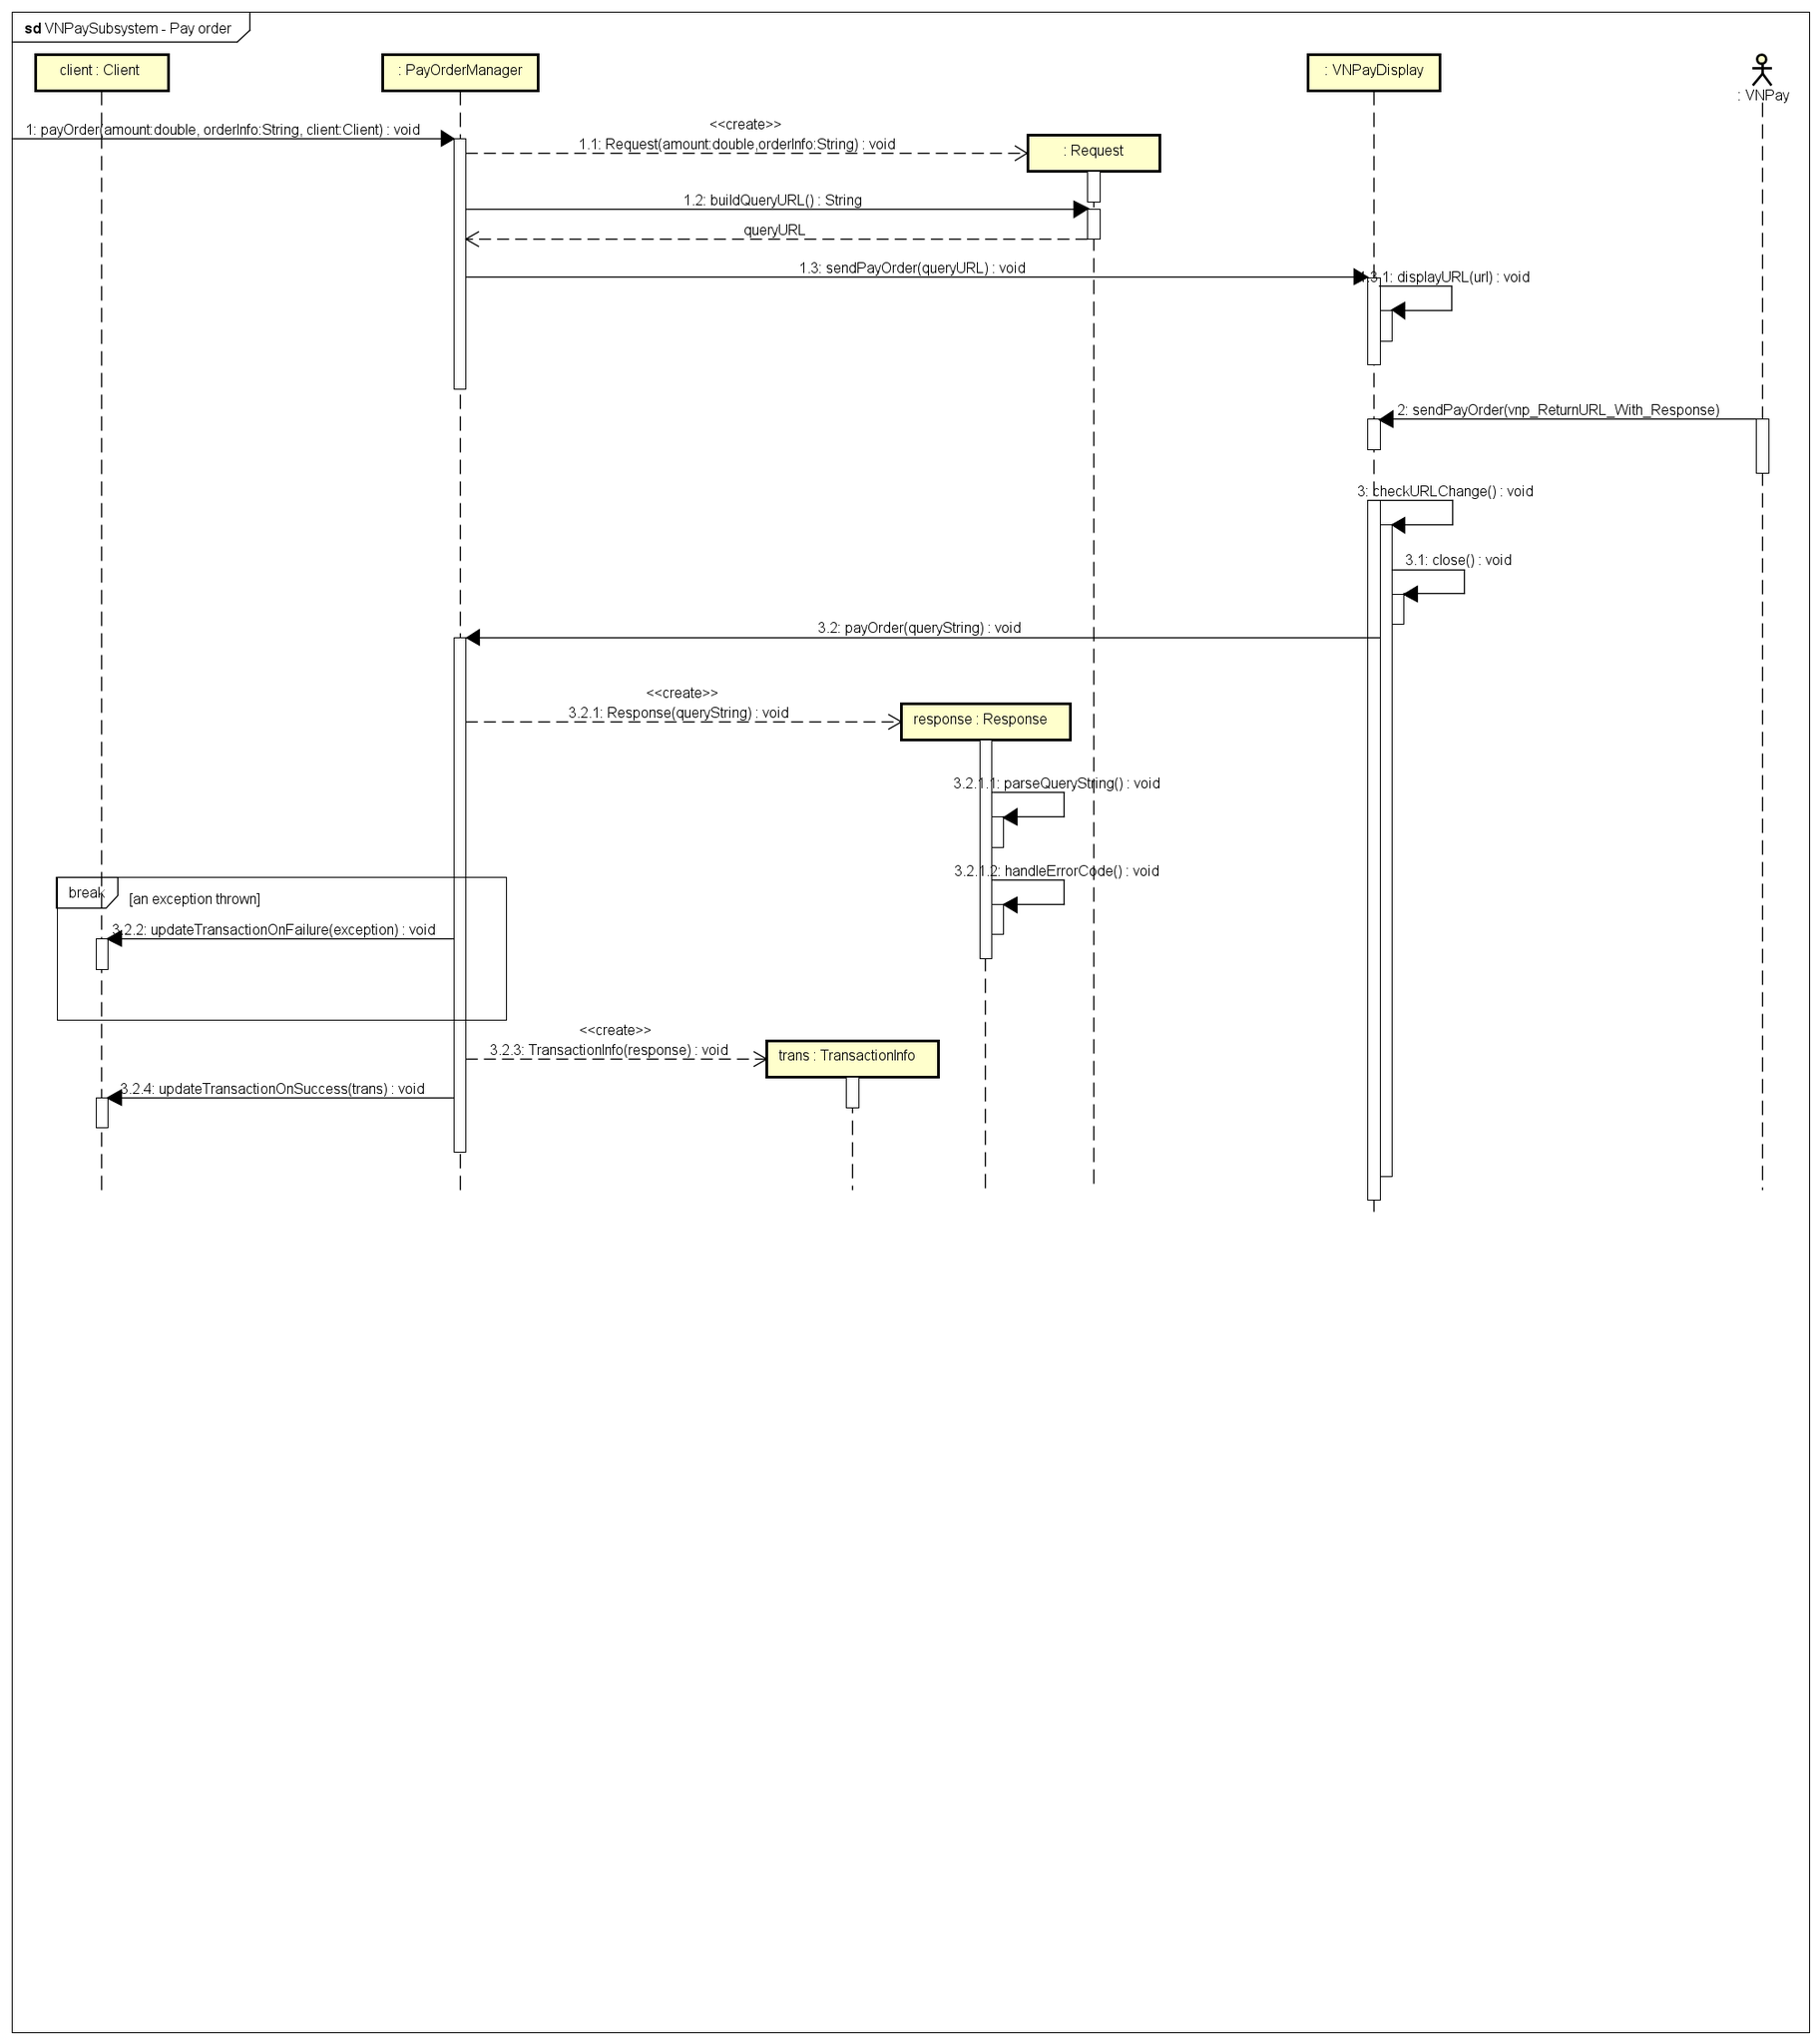 sd VNPaySubsystem - Pay order
client : Client
: PayOrderManager
: VNPayDisplay
: VNPay
1: payOrder(amount:double, orderInfo:String, client:Client) : void
<<create>>
1.1: Request(amount:double,orderInfo:String) : void
: Request
1.2: buildQueryURL() : String
queryURL
1.3: sendPayOrder(queryURL) : void
1.3.1: displayURL(url) : void
2: sendPayOrder(vnp_ReturnURL_With_Response)
3: checkURLChange() : void
3.1: close() : void
3.2: payOrder(queryString) : void
<<create>>
3.2.1: Response(queryString) : void
response : Response
3.2.1.1: parseQueryString() : void
3.2.1.2: handleErrorCode() : void
break
[an exception thrown]
3.2.2: updateTransactionOnFailure(exception) : void
<<create>>
3.2.3: TransactionInfo(response) : void
trans : TransactionInfo
3.2.4: updateTransactionOnSuccess(trans) : void